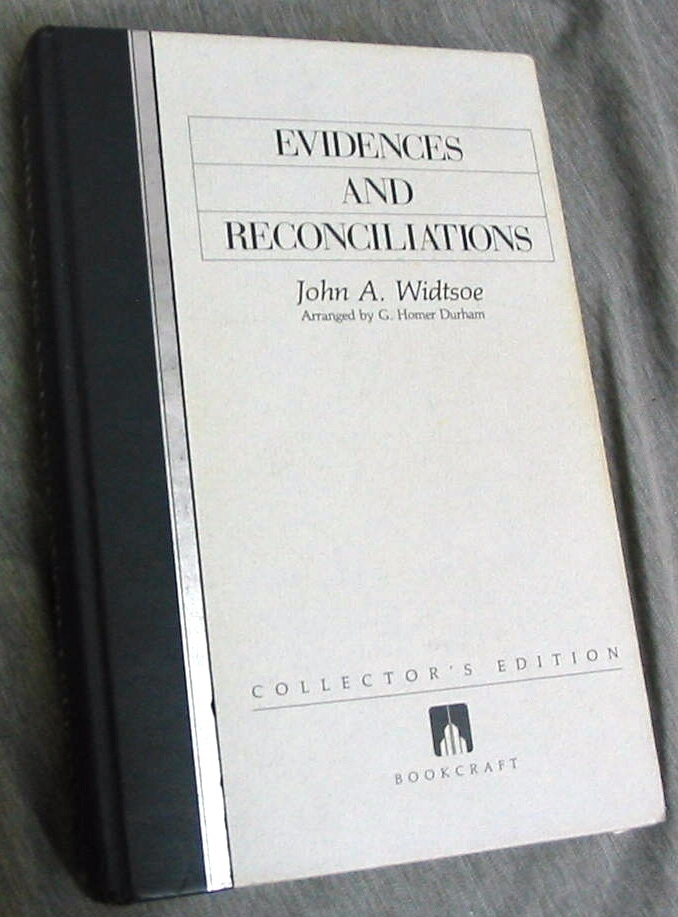 EVIDENCES
AND
RECONCILIATIONS
John A. Widtsoe
Arranged by G. Homer Durham
COLLECTOR'S EDITION
BOOKCRAFT